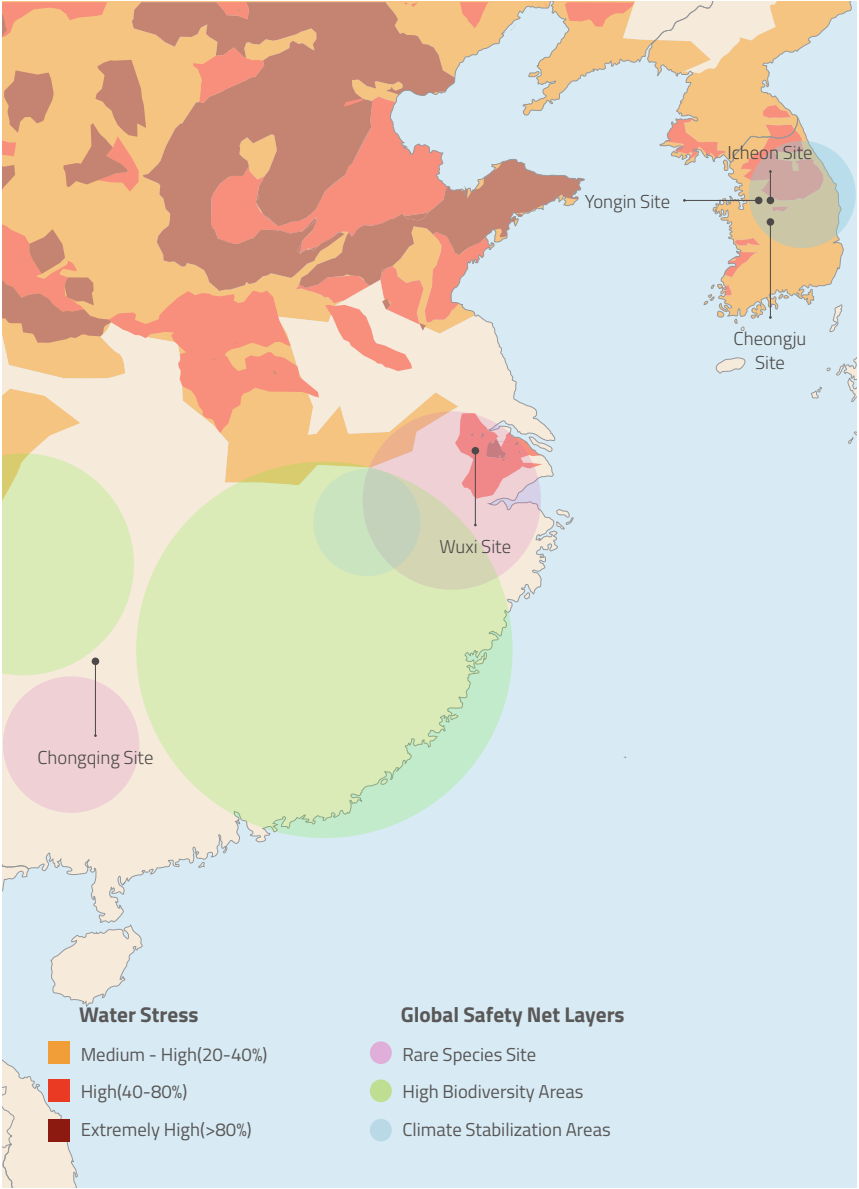 Icheon Site
Yongin Site
Cheongju
Site
Wuxi Site
Chongqing Site
Water Stress
Medium - High(20-40%)
High(40-80%)
Extremely High(>80%)
Global Safety Net Layers
Rare Species Site
High Biodiversity Areas
Climate Stabilization Areas